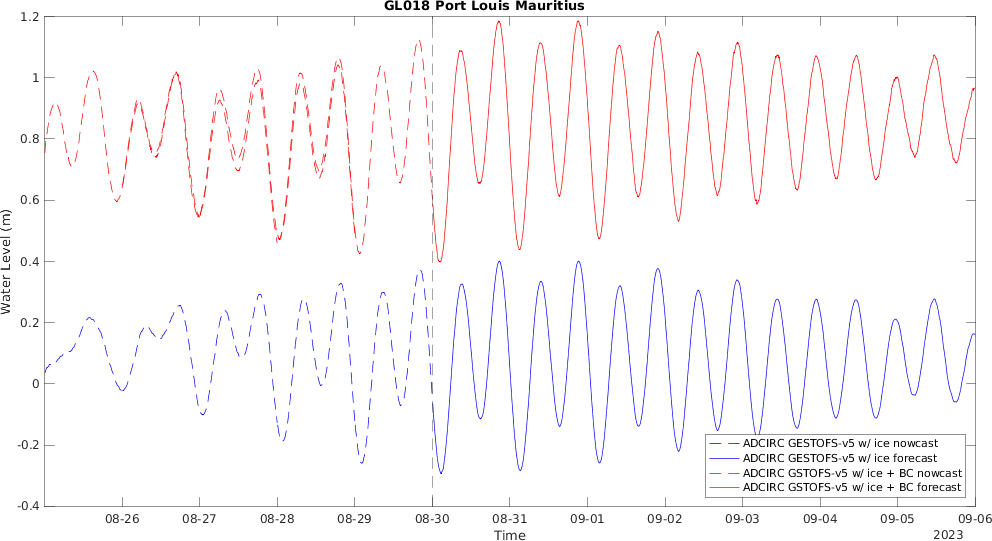 GL018 Port Louis Mauritius
1.2
1
0.8
0.6
0.4
0.2
0
-0.2
-0.4
Water Level (m)
08-26 08-27 08-28 08-29 08-30 08-31 09-01 09-02 09-03 09-04 09-05 09-06
Time
2023
ADCIRC GESTOFS-v5 w/ ice nowcast
ADCIRC GESTOFS-v5 w/ ice forecast
ADCIRC GSTOFS-v5 w/ ice + BC nowcast
ADCIRC GSTOFS-v5 w/ ice + BC forecast